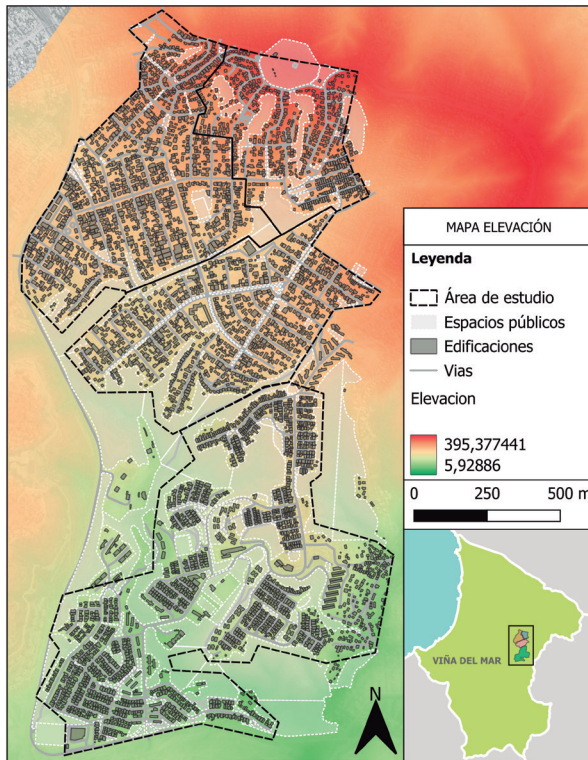 MAPA ELEVACIÓN
Leyenda
Área de estudio
Espacios públicos
Edificaciones
Vias
Elevacion
395,377441
5,92886
0 250 500 m
VIÑA DEL MAR
N